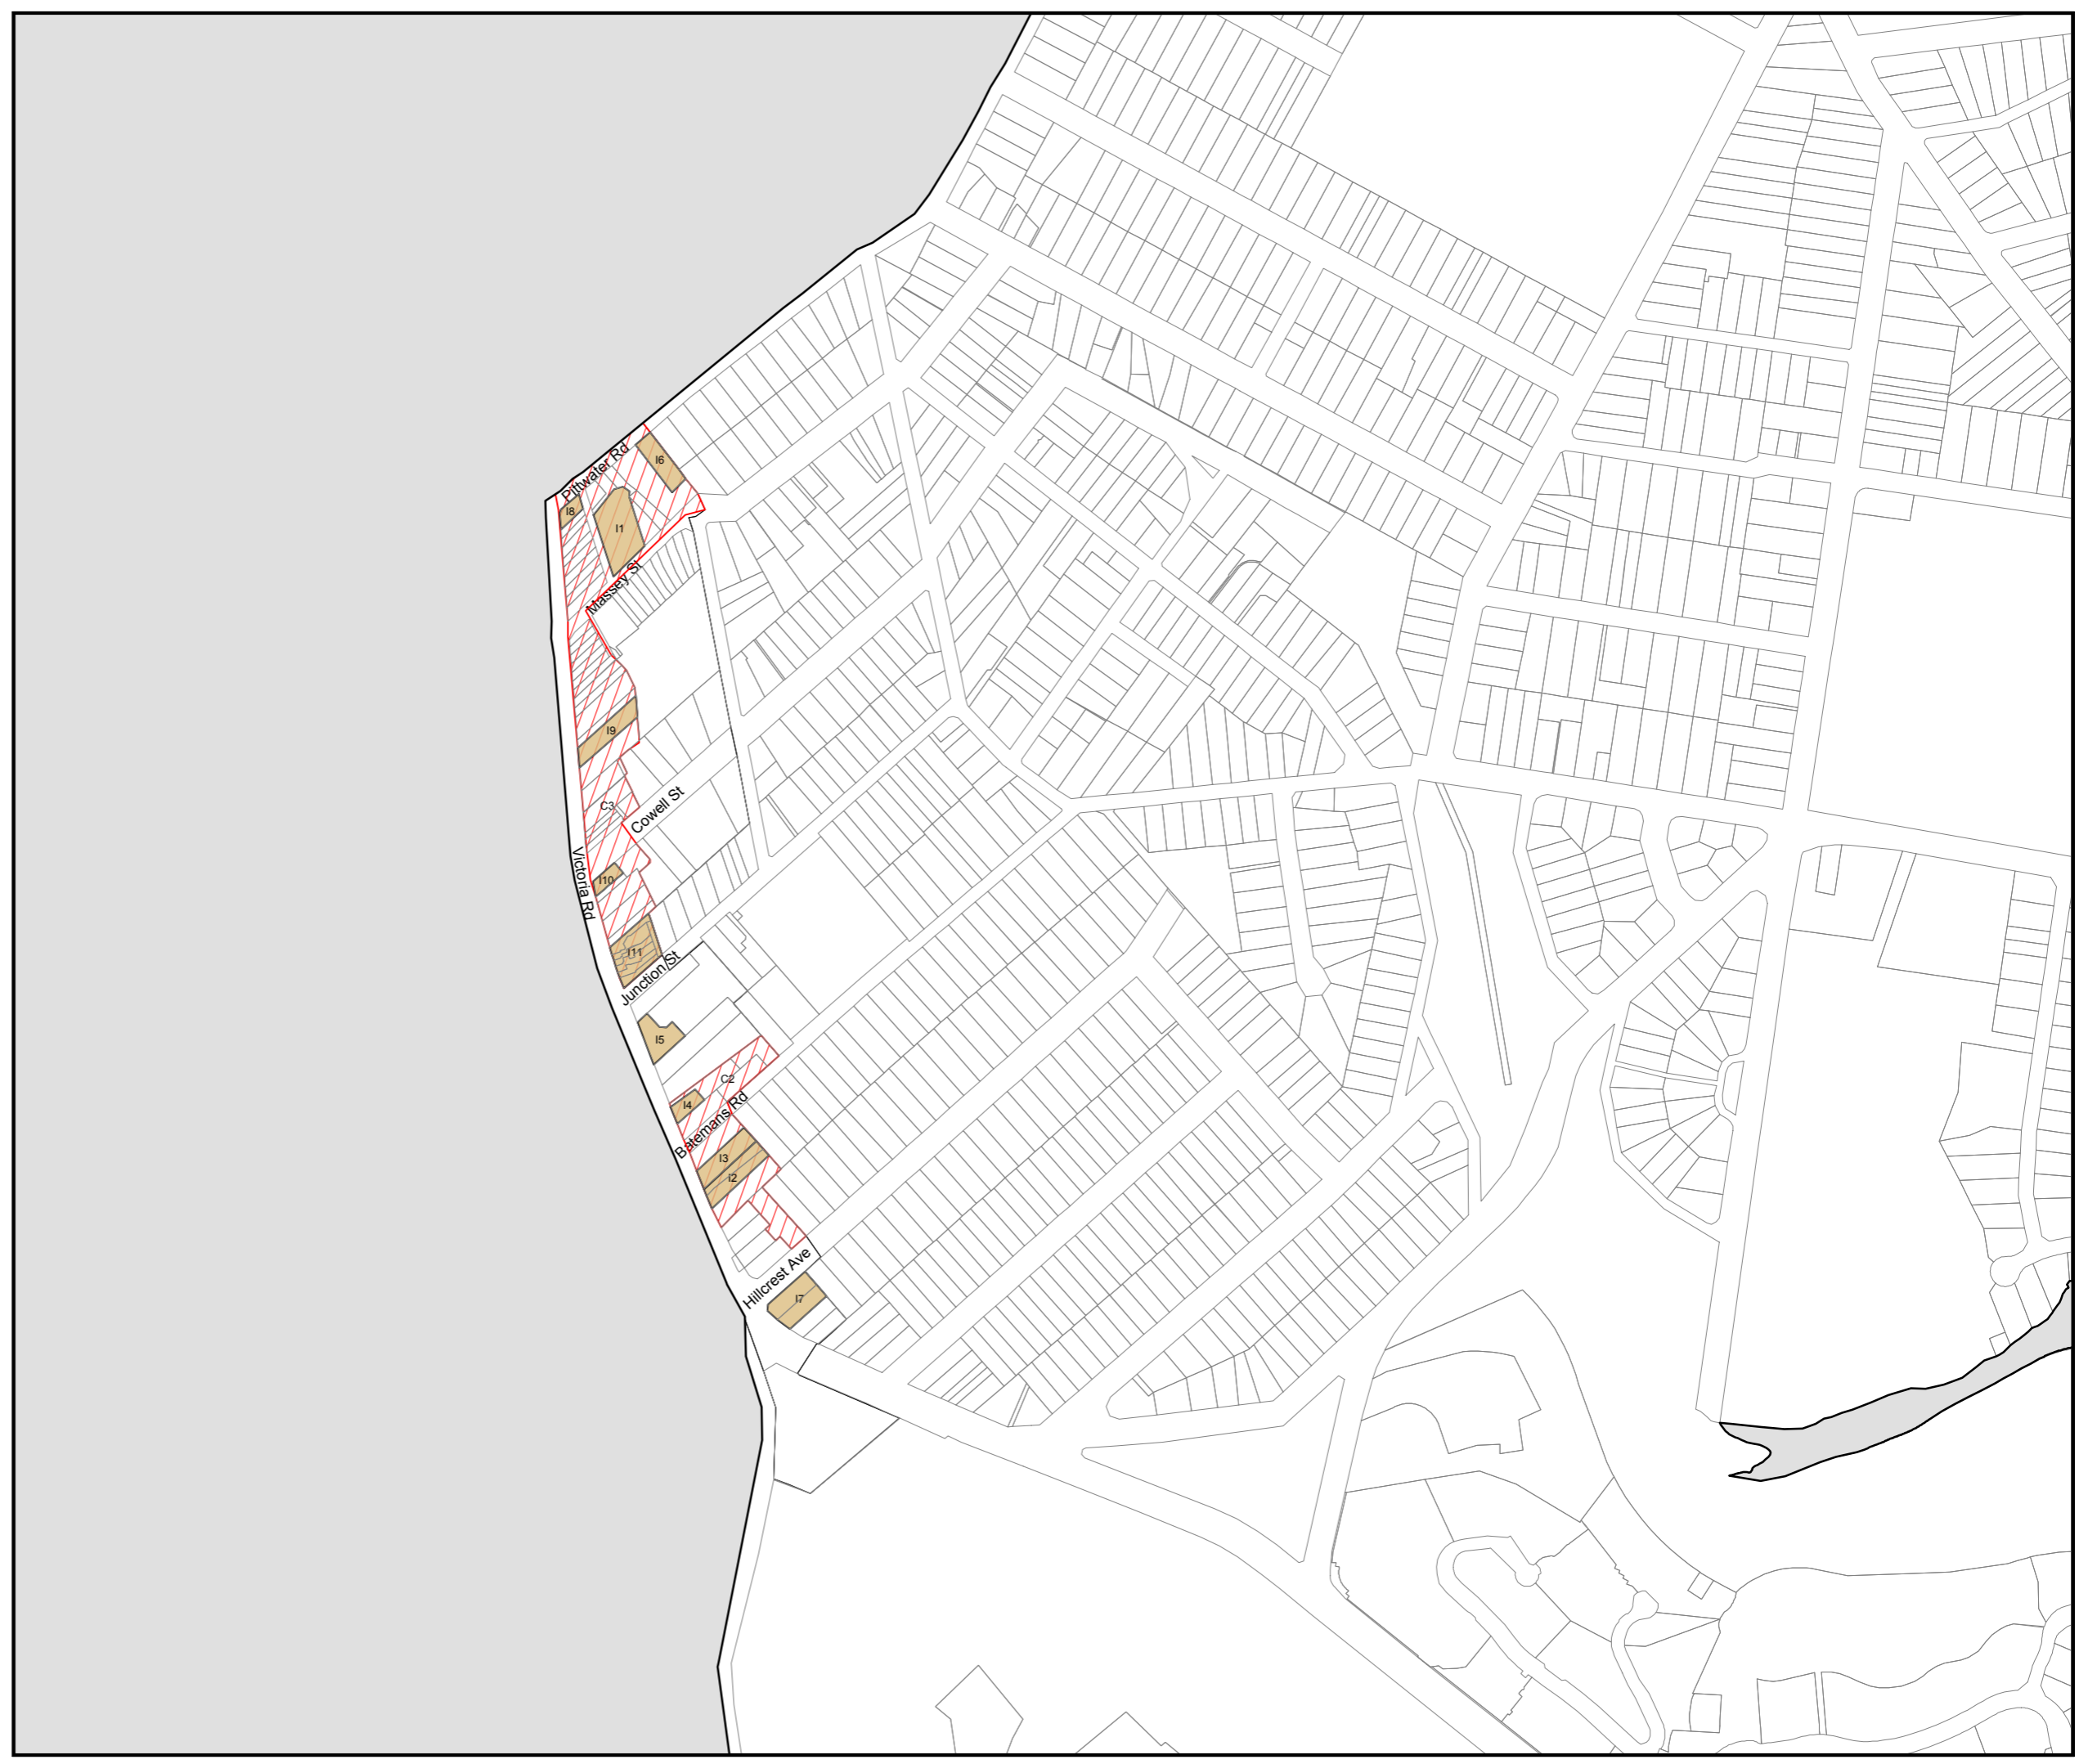 Pittwater Rd
I6
I8
I1
Massey St
I9
C3
Cowell St
Victoria Rd
I10
I11
Junction St
I5
C2
I4
Batemans Rd
I3
I2
Hillcrest Ave
I7